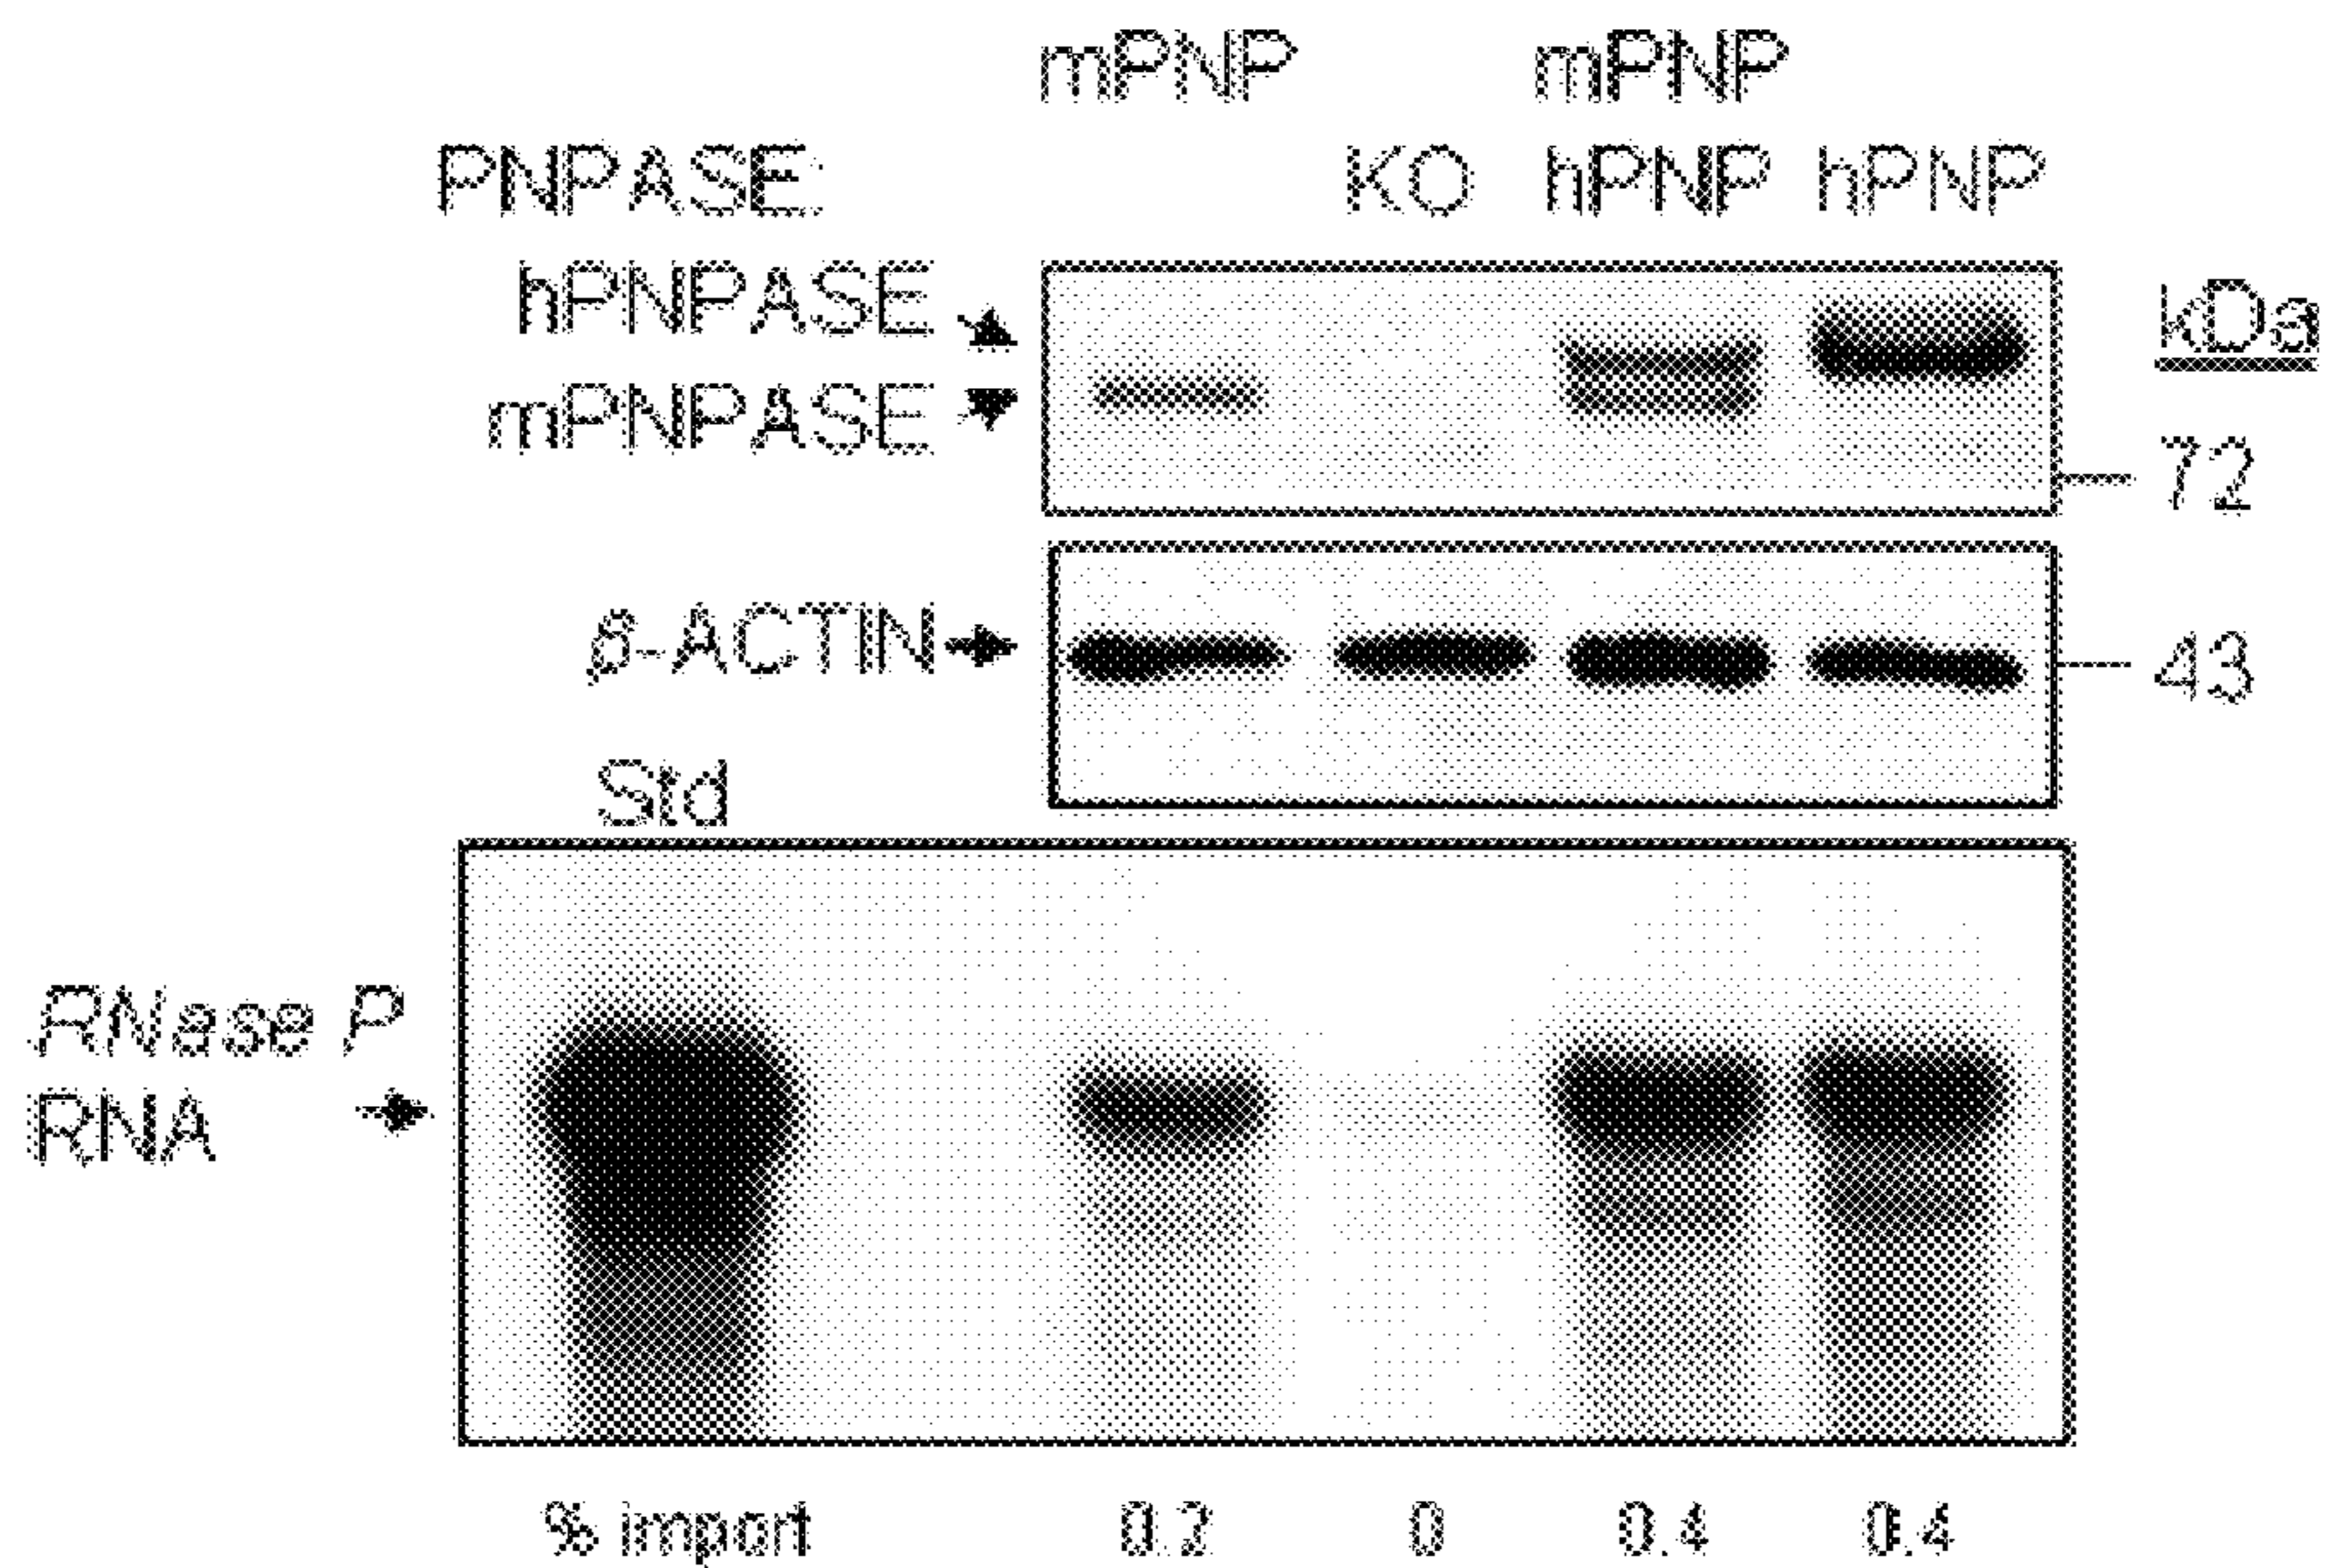 mPNP mPNP
PNPASE: KO hPNP hPNP
hPNPASE
kDa
mPNPASE
72
β-ACTIN
43
Std
RNase P
RNA
% import 0.2 0 0.4 0.4